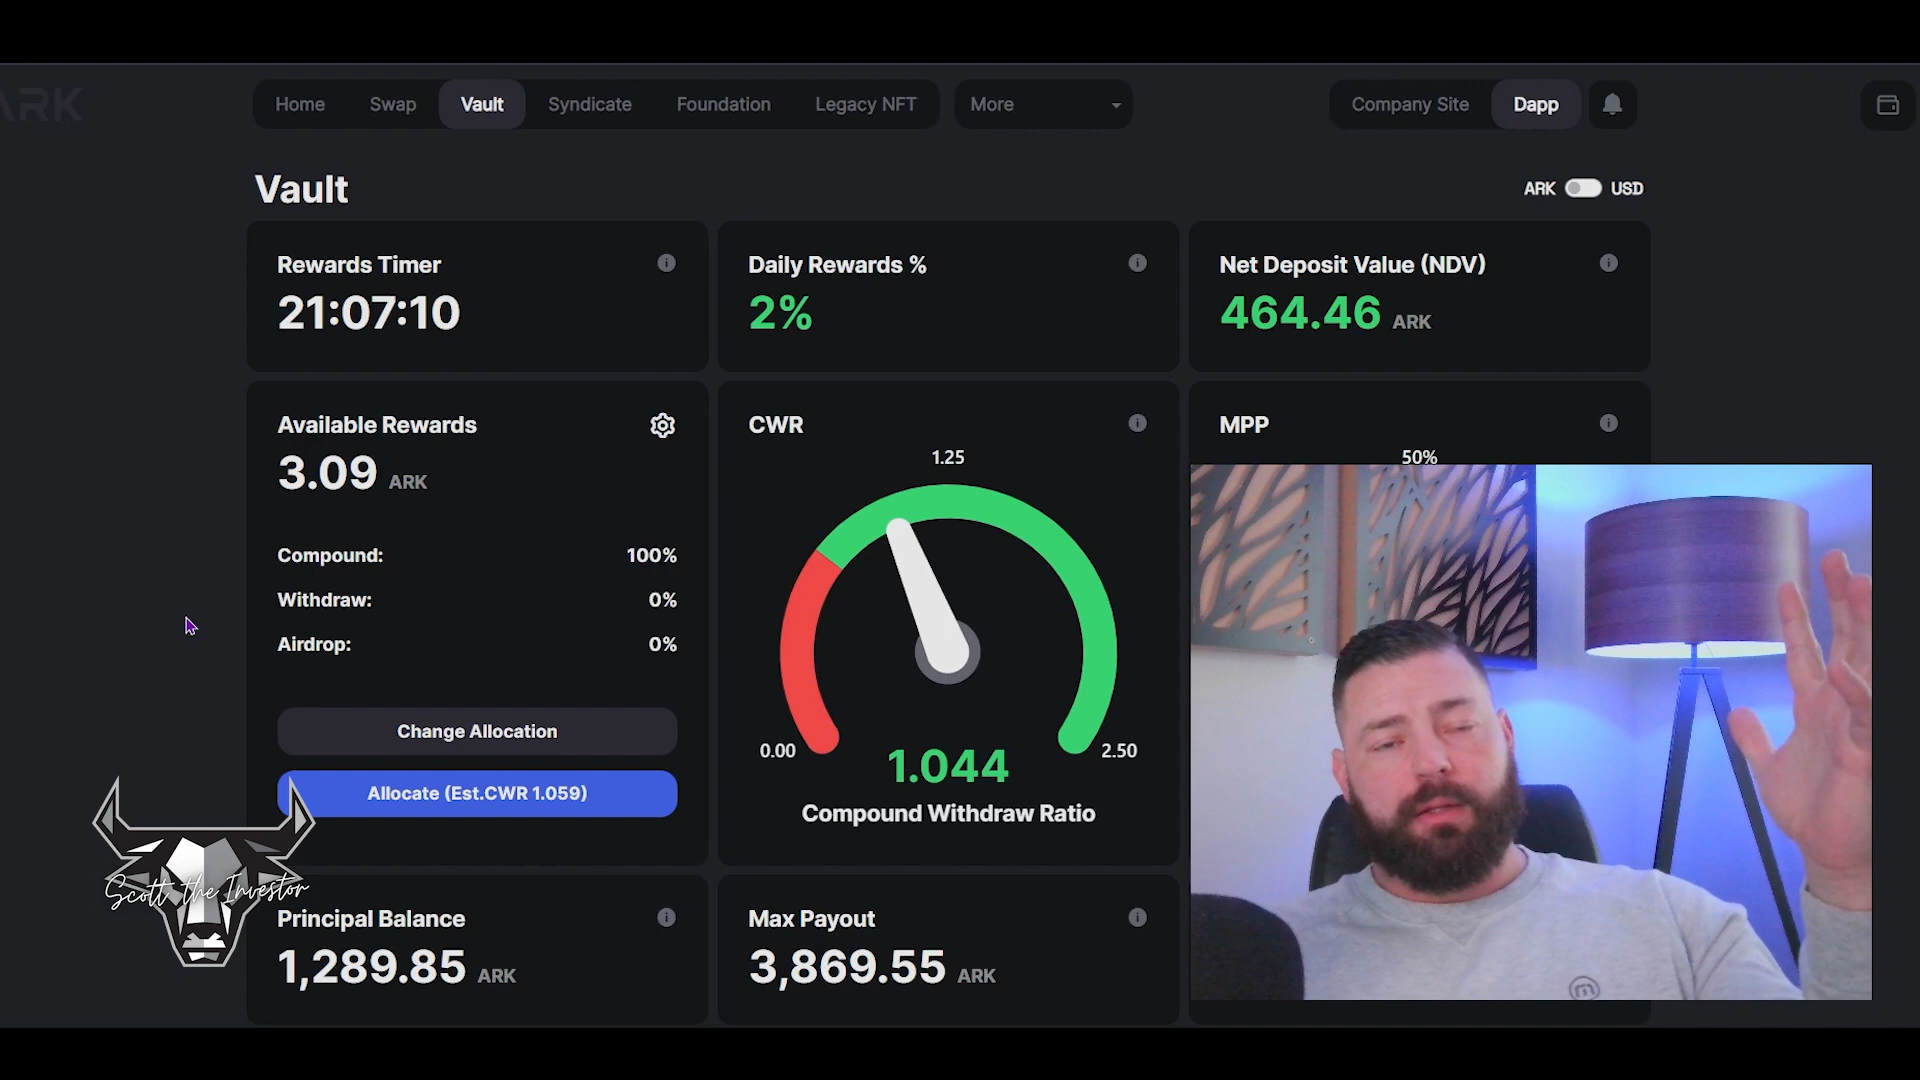 ARK
Home
Swap
Vault
Syndicate
Foundation
Legacy NFT
More
Company Site
Dapp
Vault
ARK
USD
Rewards Timer
21:07:10
Daily Rewards %
2%
Net Deposit Value (NDV)
464.46 ARK
Available Rewards
3.09 ARK
Compound: 100%
Withdraw: 0%
Airdrop: 0%
Change Allocation
Allocate (Est.CWR 1.059)
CWR
1.25
0.00
2.50
1.044
Compound Withdraw Ratio
MPP
50%
Scott the Investor
Principal Balance
1,289.85 ARK
Max Payout
3,869.55 ARK